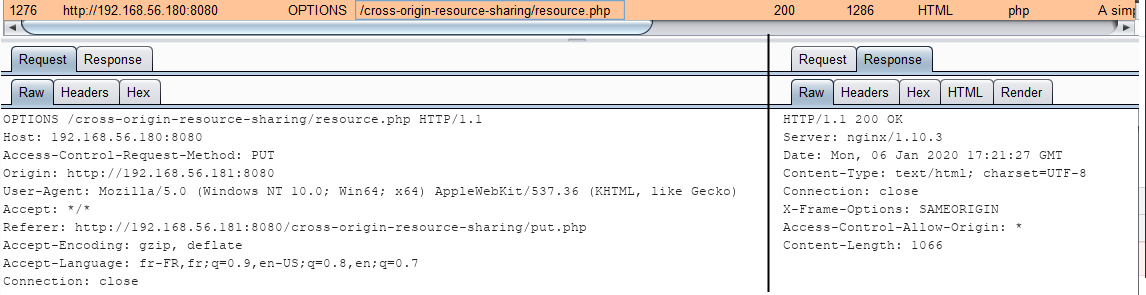 1276 http://192.168.56.180:8080 OPTIONS /cross-origin-resource-sharing/resource.php 200 1286 HTML php A simp
Request Response
Raw Headers Hex
OPTIONS /cross-origin-resource-sharing/resource.php HTTP/1.1
Host: 192.168.56.180:8080
Access-Control-Request-Method: PUT
Origin: http://192.168.56.181:8080
User-Agent: Mozilla/5.0 (Windows NT 10.0; Win64; x64) AppleWebKit/537.36 (KHTML, like Gecko)
Accept: */*
Referer: http://192.168.56.181:8080/cross-origin-resource-sharing/put.php
Accept-Encoding: gzip, deflate
Accept-Language: fr-FR,fr;q=0.9,en-US;q=0.8,en;q=0.7
Connection: close
Request Response
Raw Headers Hex HTML Render
HTTP/1.1 200 OK
Server: nginx/1.10.3
Date: Mon, 06 Jan 2020 17:21:27 GMT
Content-Type: text/html; charset=UTF-8
Connection: close
X-Frame-Options: SAMEORIGIN
Access-Control-Allow-Origin: *
Content-Length: 1066